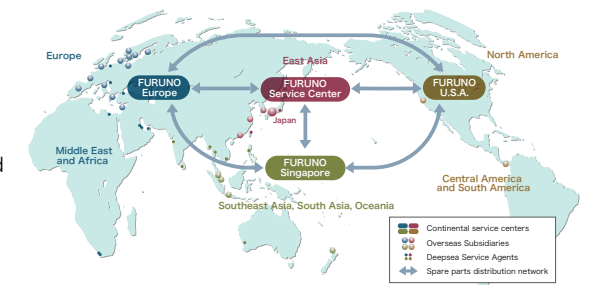 Europe
East Asia
North America
FURUNO
Europe
FURUNO
Service Center
FURUNO
U.S.A.
Japan
Middle East
and Africa
d
FURUNO
Singapore
Central America
and South America
Southeast Asia, South Asia, Oceania
Continental service centers
Overseas Subsidiaries
Deepsea Service Agents
Spare parts distribution network